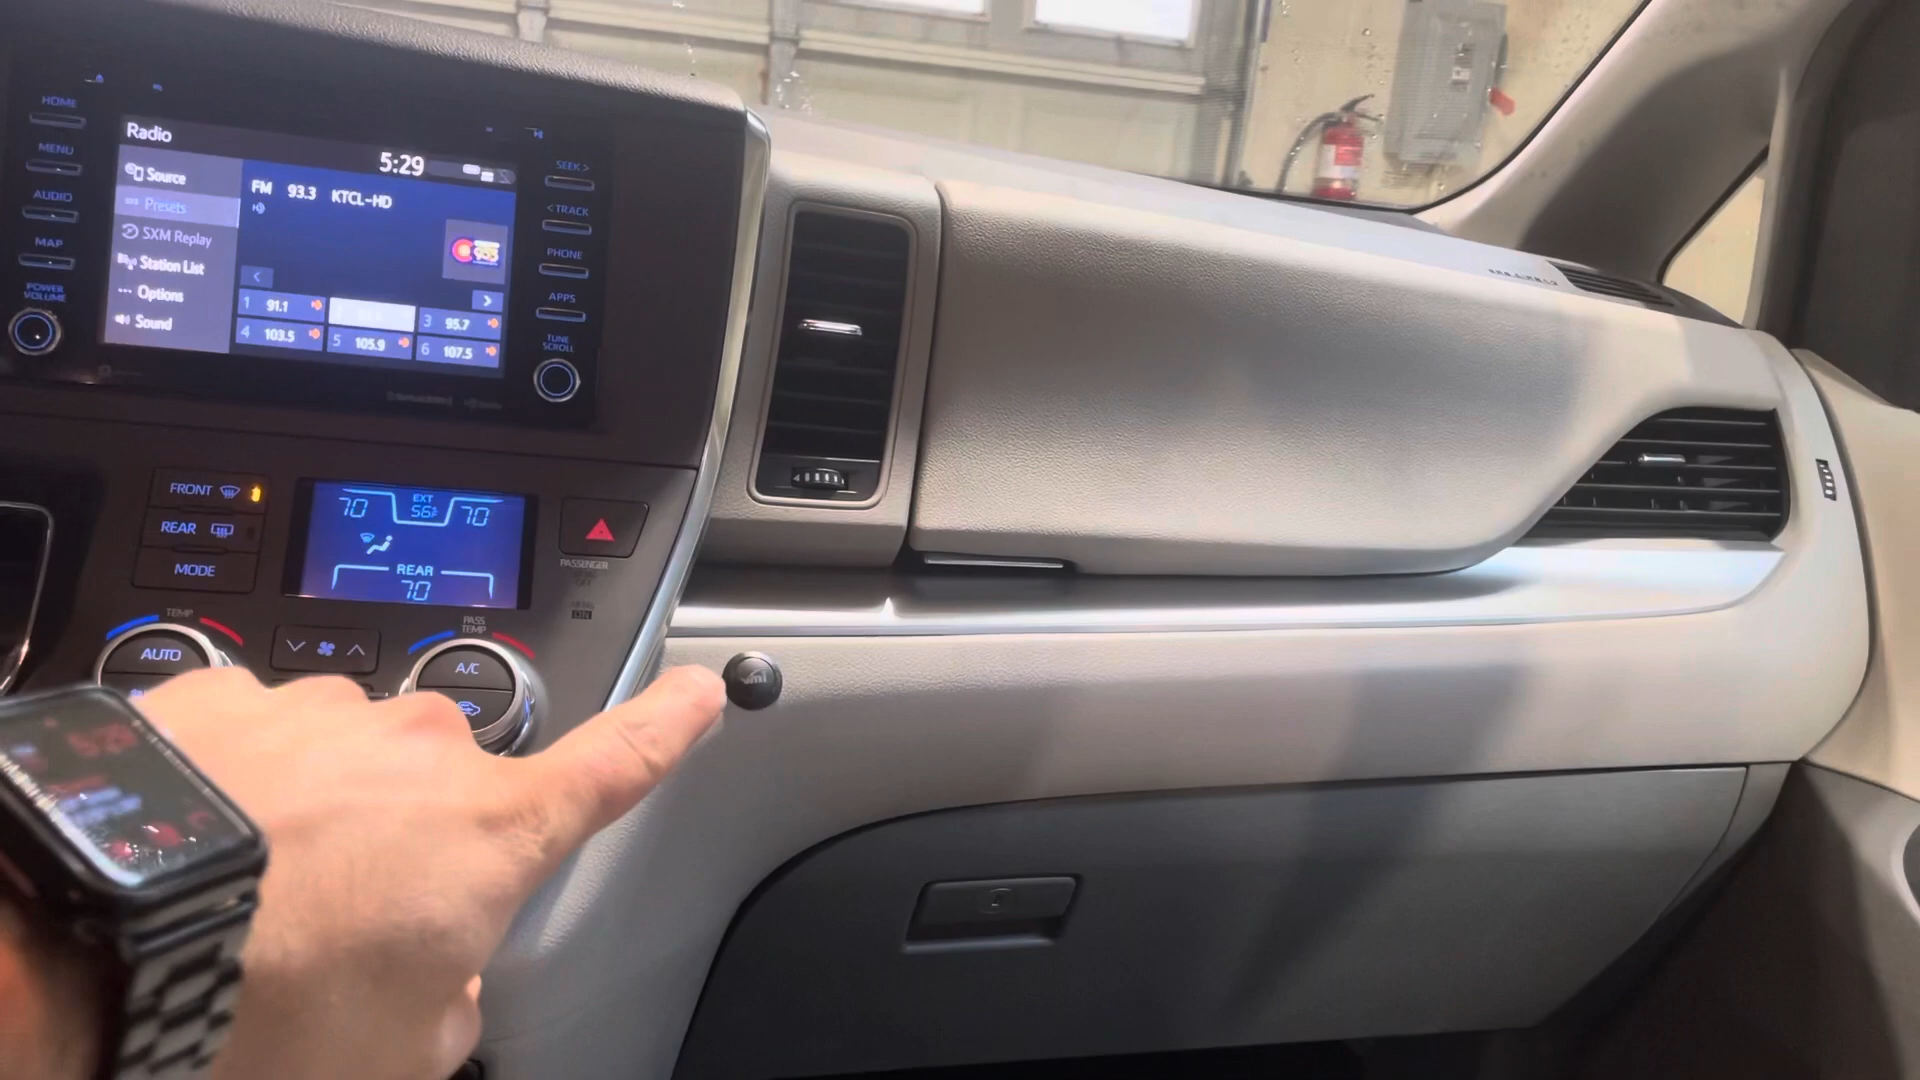 HOME
MENU
AUDIO
MAP
POWER
VOLUME
Radio
5:29
Source
Presets
SXM Replay
Station List
Options
Sound
FM 93.3 KTCL-HD
<
>
1 91.1
3 95.7
4 103.5
5 105.9
6 107.5
SEEK >
< TRACK
PHONE
APPS
TUNE
SCROLL
FRONT
REAR
MODE
70
EXT
56°F
70
REAR
70
PASSENGER
TEMP
AUTO
PASS
TEMP
A/C
vmi